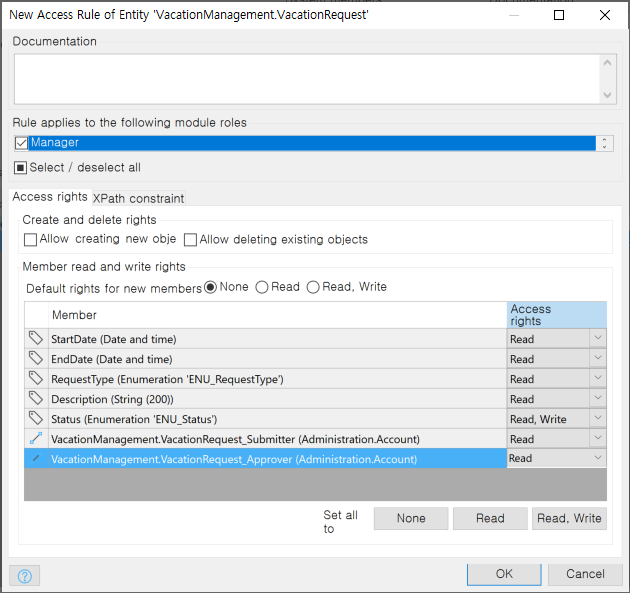 New Access Rule of Entity 'VacationManagement.VacationRequest'
Documentation
Rule applies to the following module roles
Manager
Select / deselect all
Access rights XPath constraint
Create and delete rights
Allow creating new obje Allow deleting existing objects
Member read and write rights
Default rights for new members None Read Read, Write
Member Access rights
StartDate (Date and time) Read
EndDate (Date and time) Read
RequestType (Enumeration 'ENU_RequestType') Read
Description (String (200)) Read
Status (Enumeration 'ENU_Status') Read, Write
VacationManagement.VacationRequest_Submitter (Administration.Account) Read
VacationManagement.VacationRequest_Approver (Administration.Account) Read
Set all to None Read Read, Write
? OK Cancel